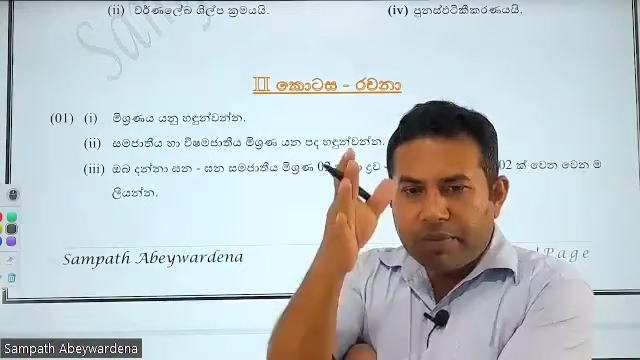 (ii) වර්ණලේඛ ශිල්ප ක්‍රමයයි. (iv) පුනස්ඵටිකීකරණයයි.
II කොටස - රචනා
(01) (i) මිශ්‍රණය යනු හඳුන්වන්න.
(ii) සමජාතීය හා විෂමජාතීය මිශ්‍රණ යන පද හඳුන්වන්න.
(iii) ඔබ දන්නා ඝන - ඝන සමජාතීය මිශ්‍රණ ද්‍රව - 02 ක් වෙන වෙන ම
ලියන්න.
Sampath Abeywardena Page
Sampath Abeywardena